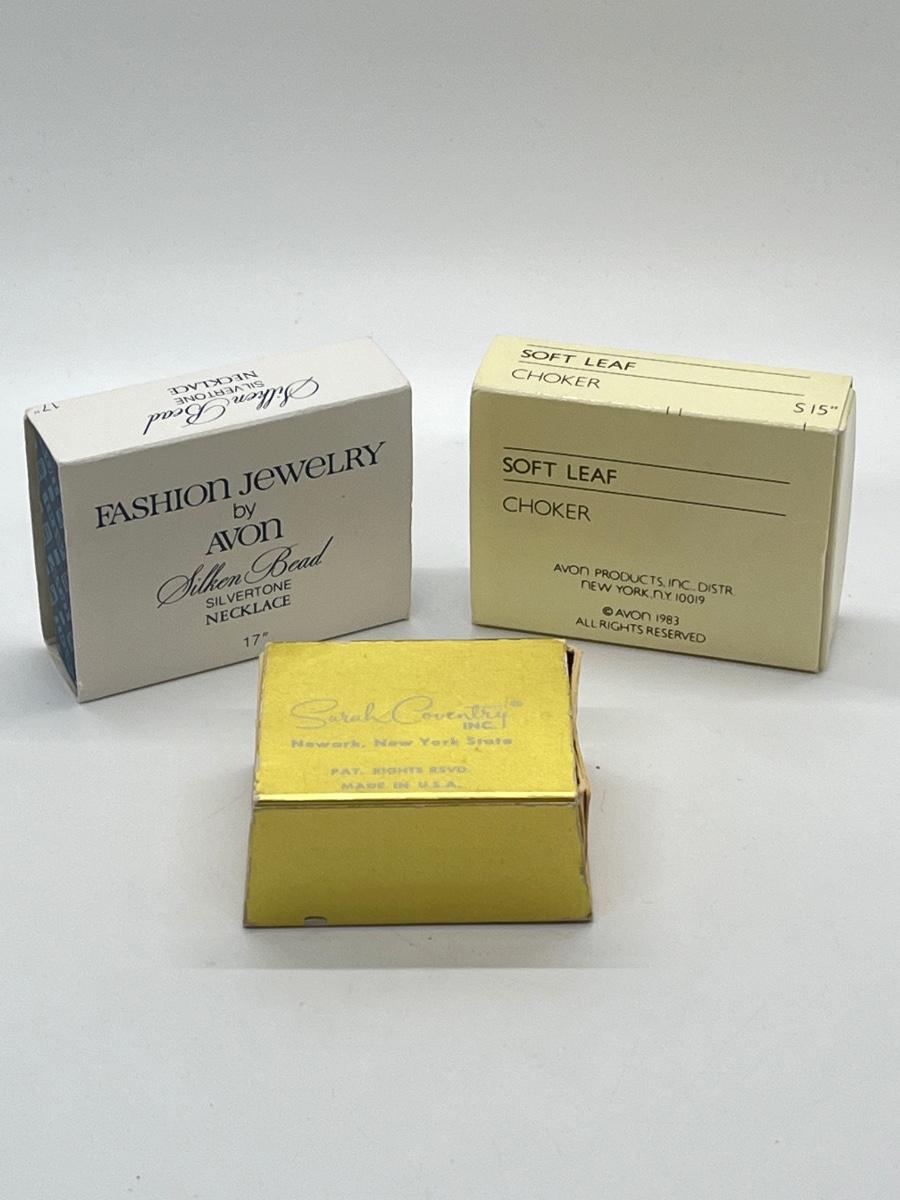 Silken Bead
SILVERTONE
NECKLACE
17"
FASHION JEWELRY
by
AVON
Silken Bead
SILVERTONE
NECKLACE
17"
SOFT LEAF
CHOKER
S 15"
SOFT LEAF
CHOKER
AVON PRODUCTS, INC., DISTR
NEW YORK, N.Y. 10019
© AVON 1983
ALL RIGHTS RESERVED
Sarah Coventry®
INC.
Newark, New York State
PAT. RIGHTS RSVD.
MADE IN U.S.A.